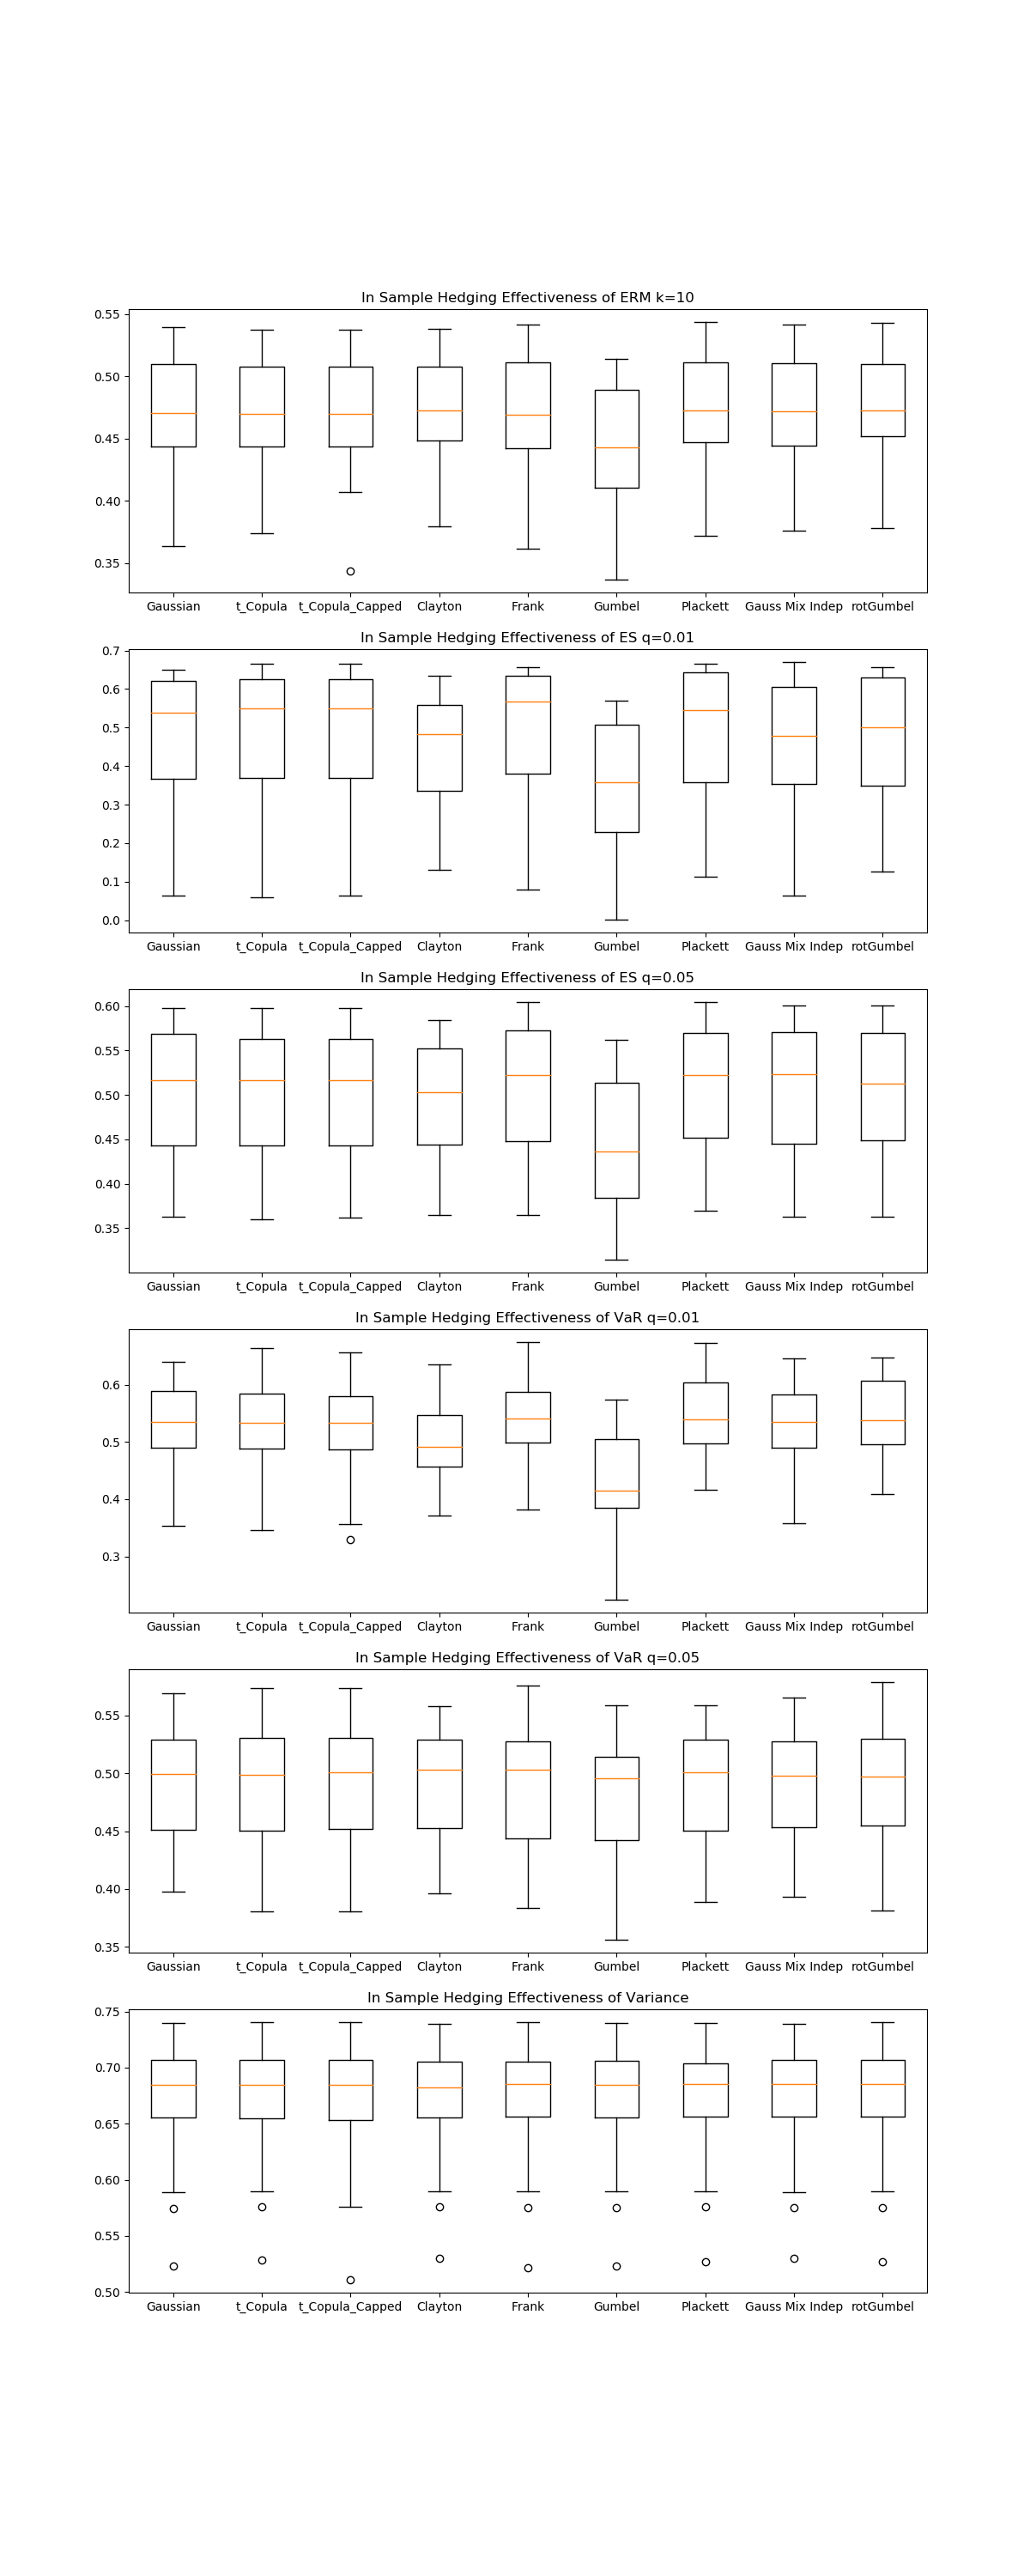 In Sample Hedging Effectiveness of ERM k=10
0.55
0.50
0.45
0.40
0.35
Gaussian t_Copula t_Copula_Capped Clayton Frank Gumbel Plackett Gauss Mix Indep rotGumbel
In Sample Hedging Effectiveness of ES q=0.01
0.7
0.6
0.5
0.4
0.3
0.2
0.1
0.0
Gaussian t_Copula t_Copula_Capped Clayton Frank Gumbel Plackett Gauss Mix Indep rotGumbel
In Sample Hedging Effectiveness of ES q=0.05
0.60
0.55
0.50
0.45
0.40
0.35
Gaussian t_Copula t_Copula_Capped Clayton Frank Gumbel Plackett Gauss Mix Indep rotGumbel
In Sample Hedging Effectiveness of VaR q=0.01
0.6
0.5
0.4
0.3
Gaussian t_Copula t_Copula_Capped Clayton Frank Gumbel Plackett Gauss Mix Indep rotGumbel
In Sample Hedging Effectiveness of VaR q=0.05
0.55
0.50
0.45
0.40
0.35
Gaussian t_Copula t_Copula_Capped Clayton Frank Gumbel Plackett Gauss Mix Indep rotGumbel
In Sample Hedging Effectiveness of Variance
0.75
0.70
0.65
0.60
0.55
0.50
Gaussian t_Copula t_Copula_Capped Clayton Frank Gumbel Plackett Gauss Mix Indep rotGumbel